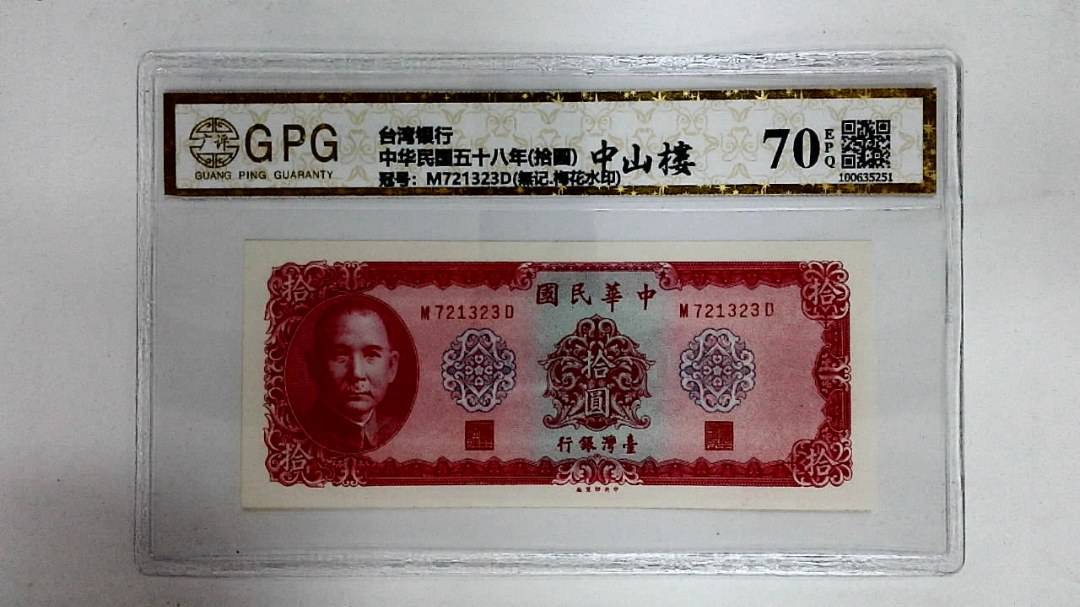 GPG
GUANG PING GUARANTY
台湾银行
中华民国五十八年(拾圆)
冠号：M721323D(無记.梅花水印)
中山樓
70
EPQ
100635251
拾
拾
國民華中
M721323D
M721323D
拾圓
行銀灣臺
拾
拾